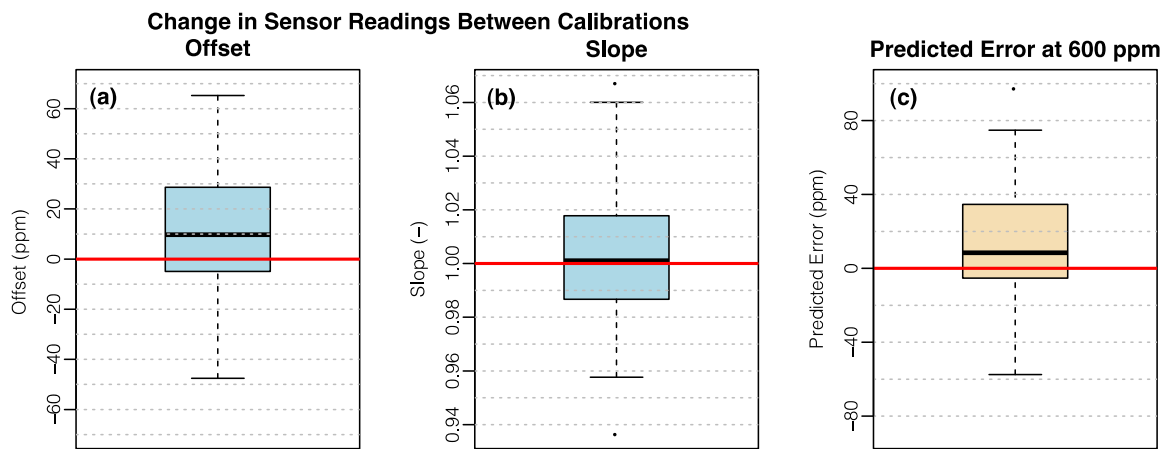 Change in Sensor Readings Between Calibrations
Offset
Slope
Predicted Error at 600 ppm
(a)
(b)
(c)
Offset (ppm)
60
40
20
0
−20
−40
−60
Slope (−)
1.06
1.04
1.02
1.00
0.98
0.96
0.94
Predicted Error (ppm)
80
40
0
−40
−80